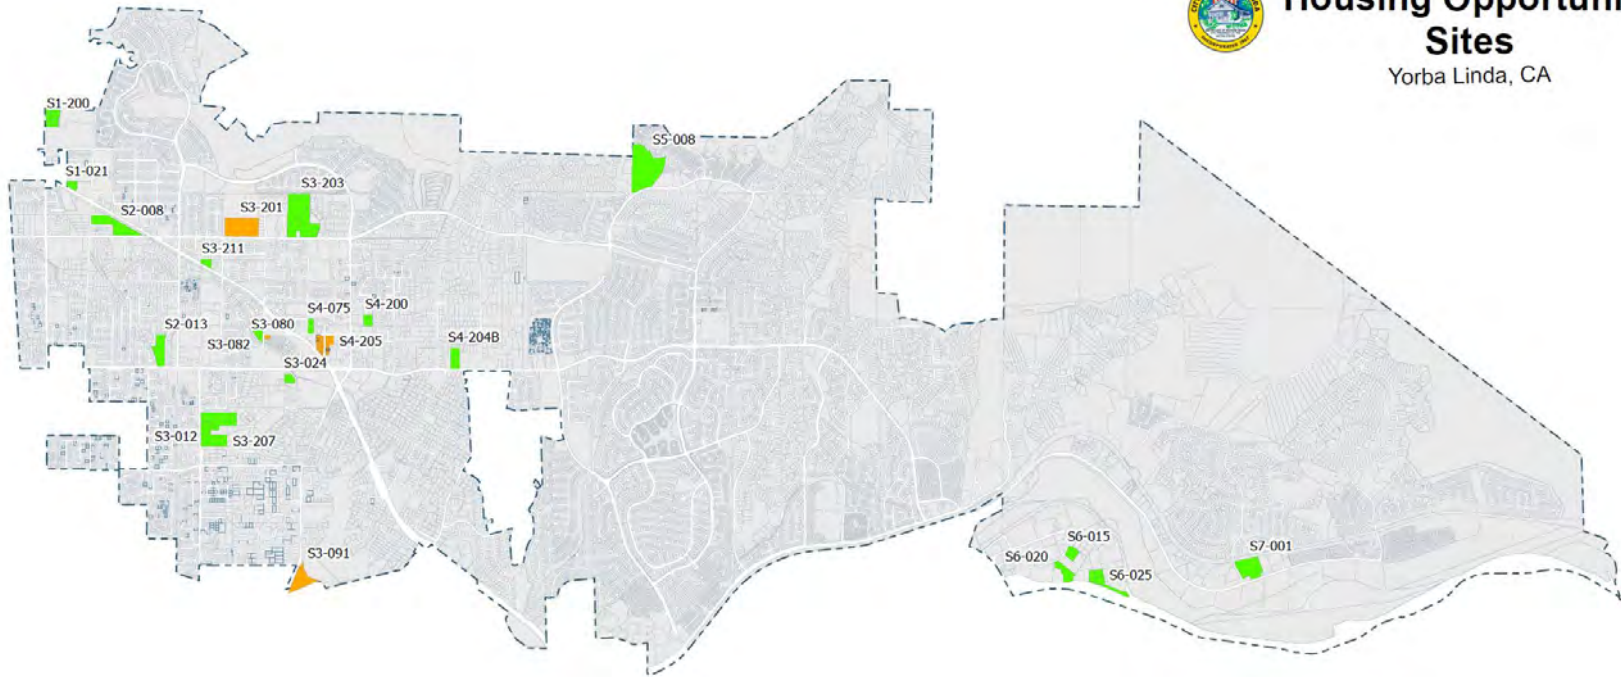 Housing Opportuni
Sites
Yorba Linda, CA
S1-200
S5-008
S1-021
S3-203
S2-008
S3-201
S3-211
S4-075
S4-200
S2-013
S3-080
S3-082
S4-205
S4-204B
S3-024
S3-012
S3-207
S3-091
S6-015
S6-020
S6-025
S7-001